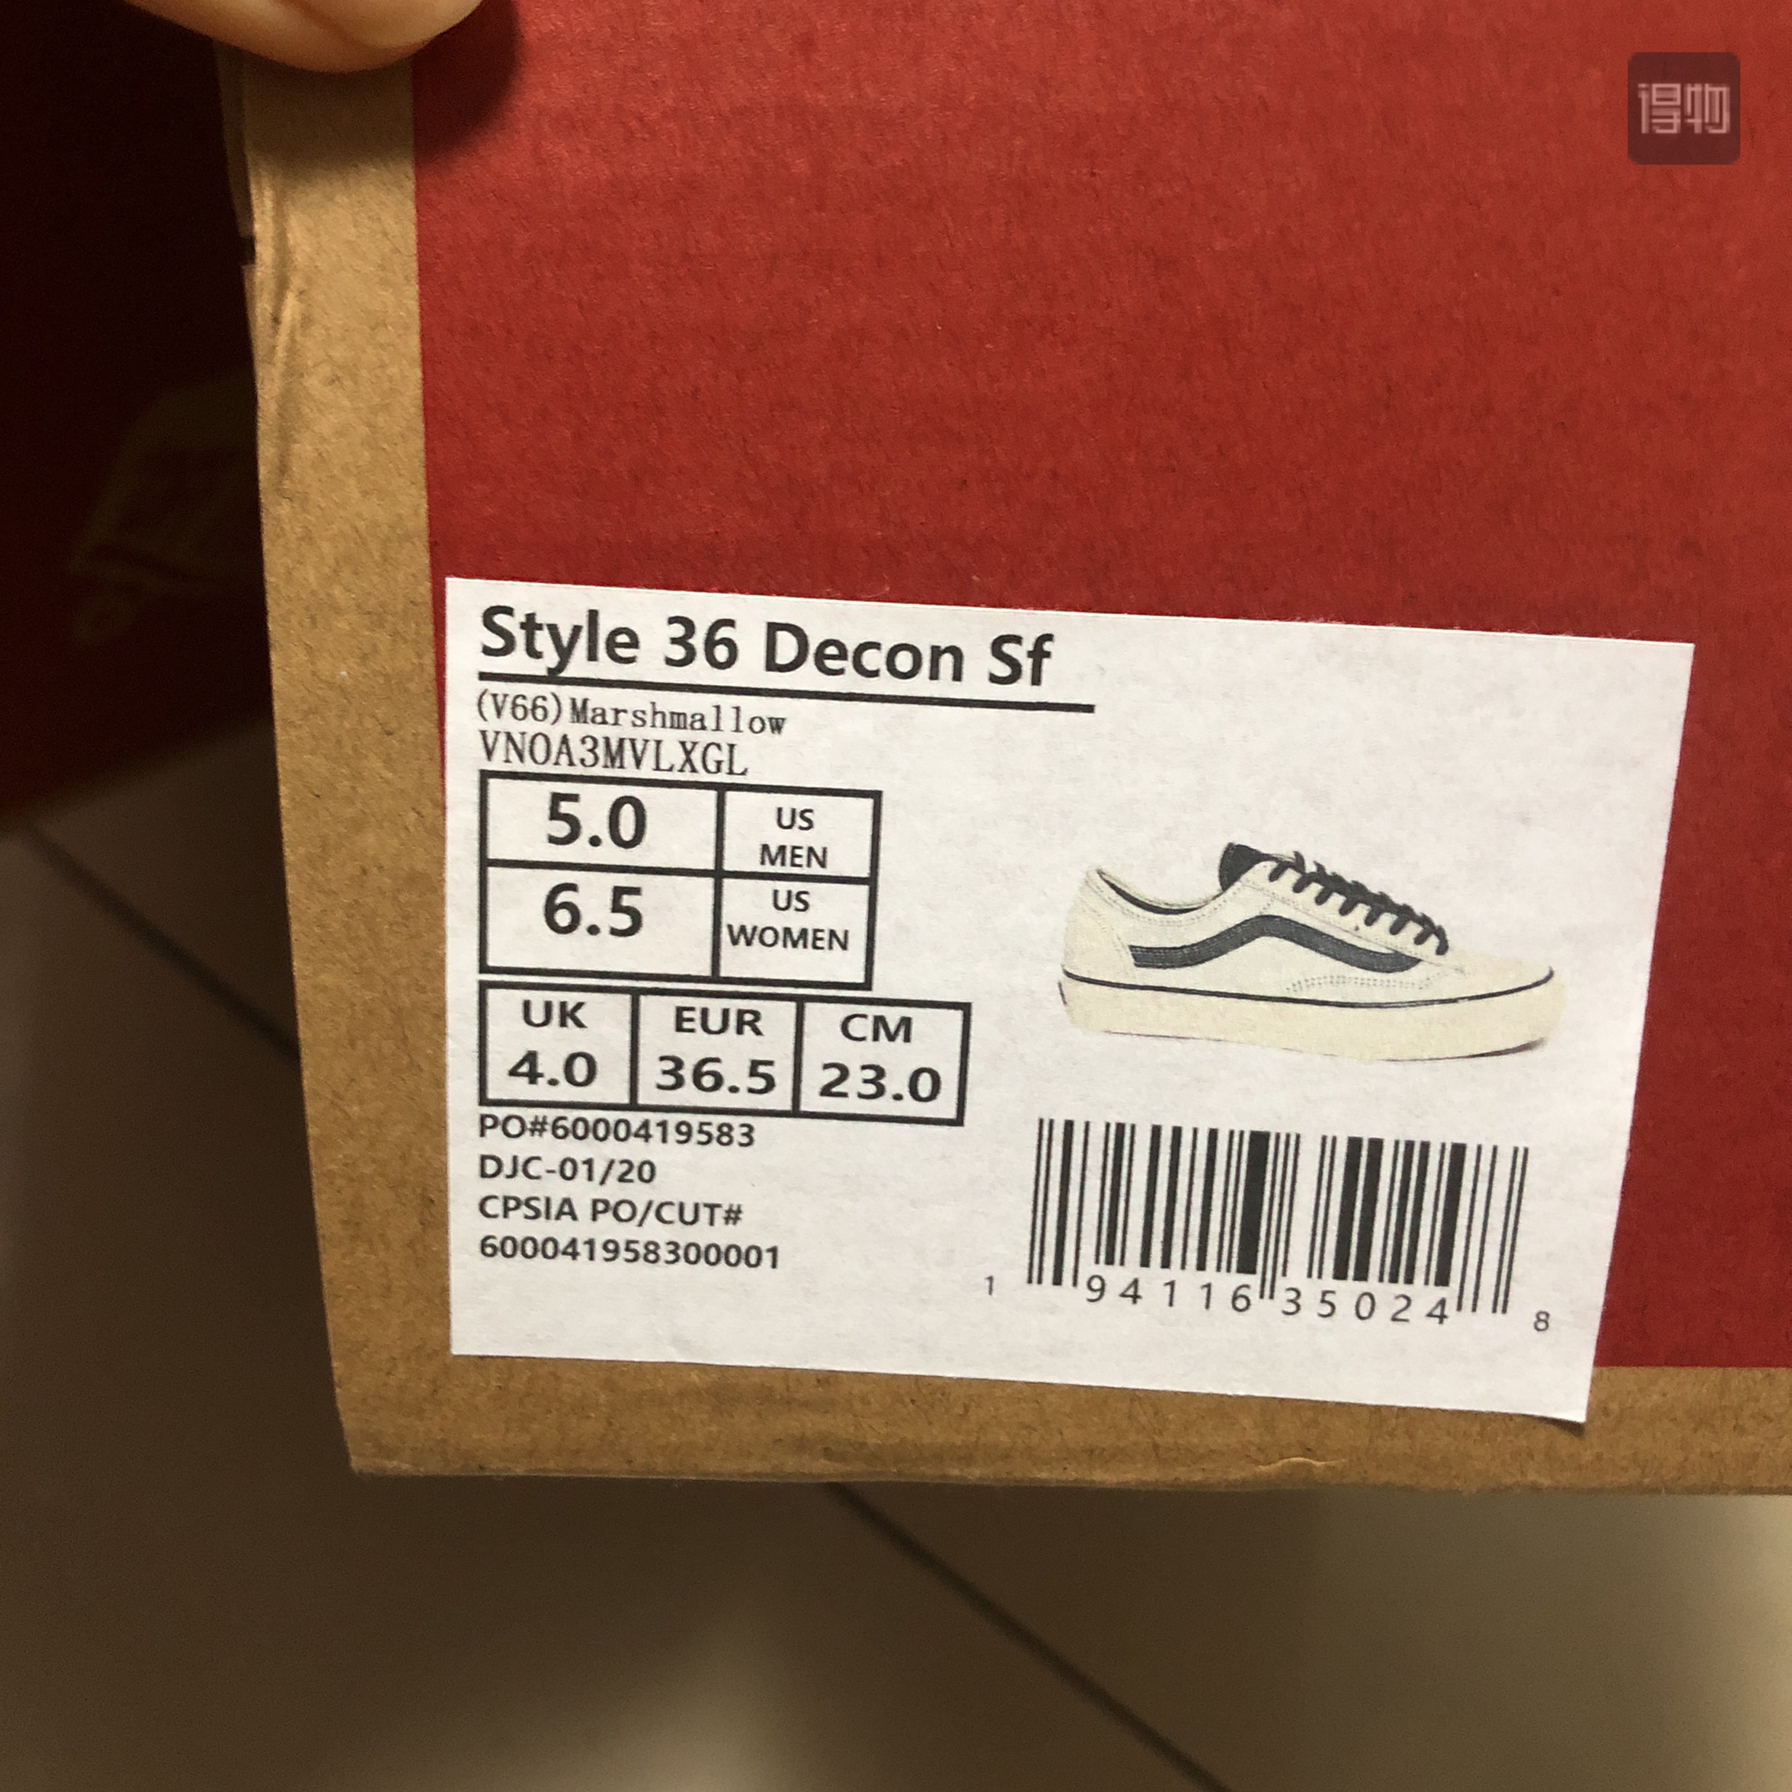 得物
Style 36 Decon Sf
(V66)Marshmallow
VN0A3MVLXGL
5.0 US MEN
6.5 US WOMEN
UK EUR CM
4.0 36.5 23.0
PO#6000419583
DJC-01/20
CPSIA PO/CUT#
600041958300001
1 94116 35024 8